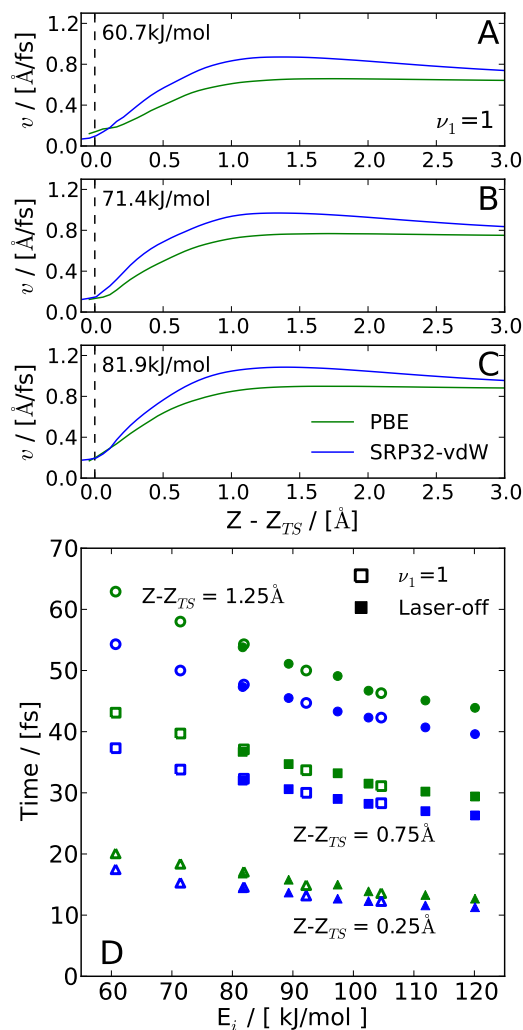 60.7kJ/mol
A
1.2
0.8
0.4
0.0
v / [Å/fs]
ν1=1
0.0 0.5 1.0 1.5 2.0 2.5 3.0
71.4kJ/mol
B
1.2
0.8
0.4
0.0
v / [Å/fs]
0.0 0.5 1.0 1.5 2.0 2.5 3.0
81.9kJ/mol
C
1.2
0.8
0.4
0.0
v / [Å/fs]
PBE
SRP32-vdW
0.0 0.5 1.0 1.5 2.0 2.5 3.0
Z - ZTS / [Å]
70
60
50
40
30
20
10
0
Time / [fs]
ν1=1
Laser-off
Z-ZTS = 1.25Å
Z-ZTS = 0.75Å
Z-ZTS = 0.25Å
D
60 70 80 90 100 110 120
Ei / [ kJ/mol ]